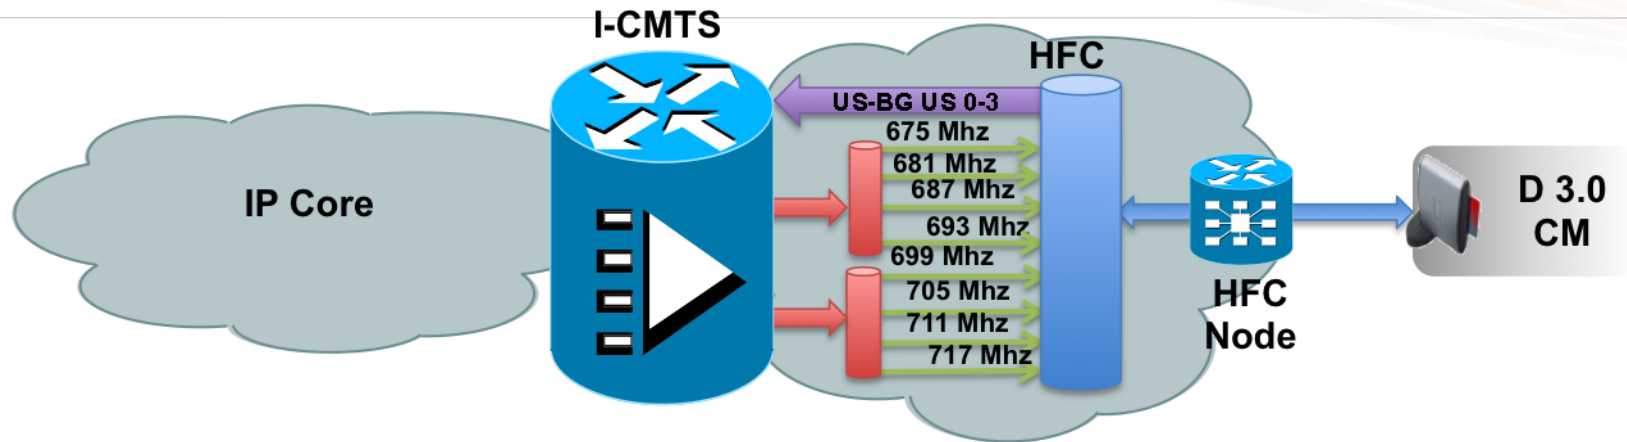 I-CMTS
HFC
US-BG US 0-3
675 Mhz
681 Mhz
687 Mhz
693 Mhz
699 Mhz
705 Mhz
711 Mhz
717 Mhz
IP Core
HFC
Node
D 3.0
CM